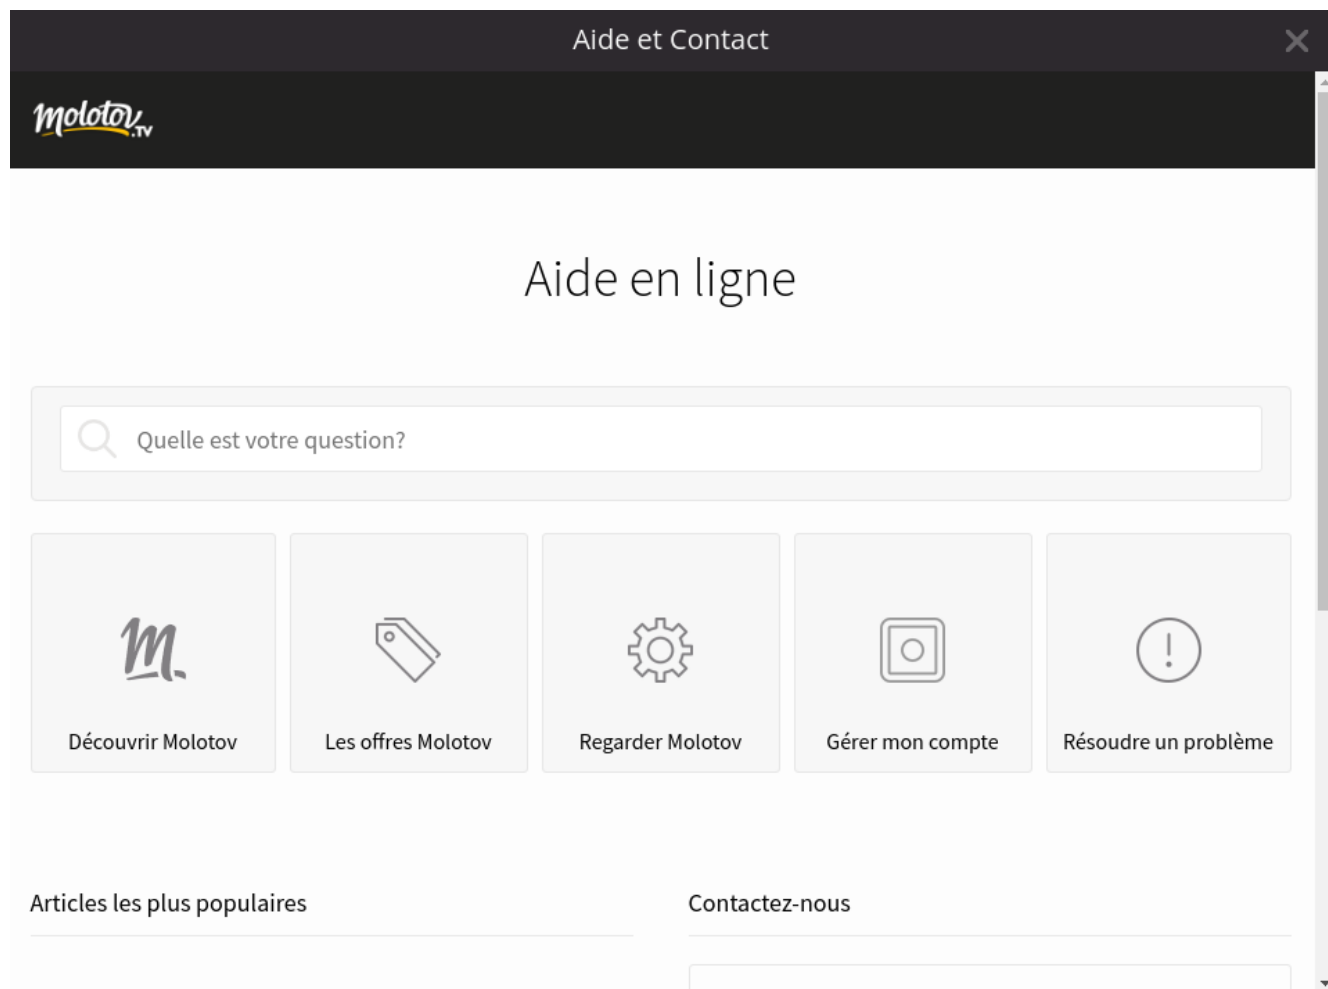 Aide et Contact
molotov.TV
Aide en ligne
Quelle est votre question?
m.
Découvrir Molotov
Les offres Molotov
Regarder Molotov
Gérer mon compte
Résoudre un problème
Articles les plus populaires
Contactez-nous